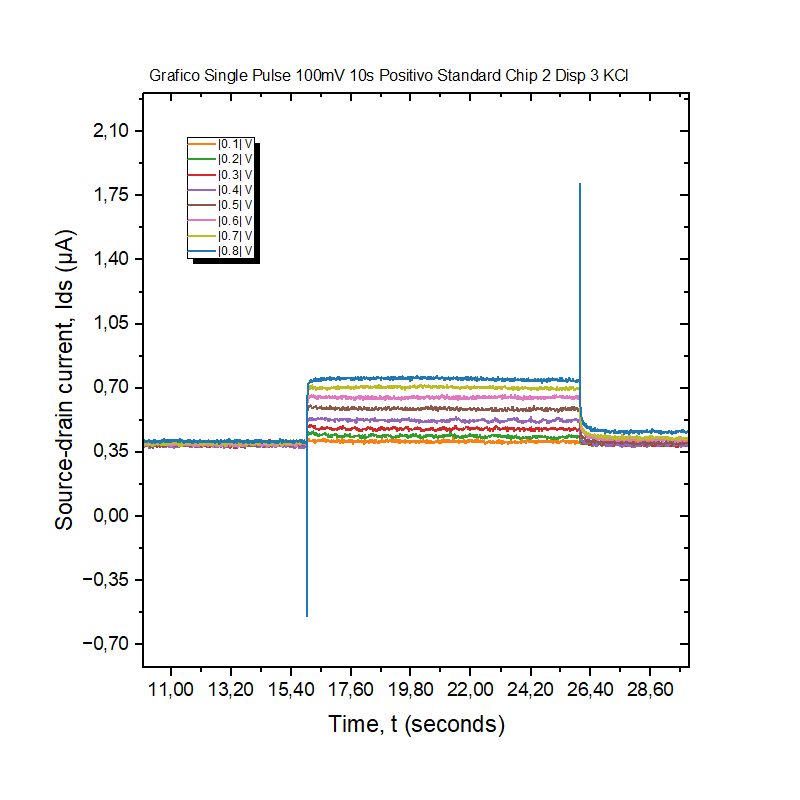 Grafico Single Pulse 100mV 10s Positivo Standard Chip 2 Disp 3 KCl
2,10
1,75
1,40
1,05
0,70
0,35
0,00
−0,35
−0,70
|0.1| V
|0.2| V
|0.3| V
|0.4| V
|0.5| V
|0.6| V
|0.7| V
|0.8| V
Source-drain current, Ids (μA)
11,00 13,20 15,40 17,60 19,80 22,00 24,20 26,40 28,60
Time, t (seconds)